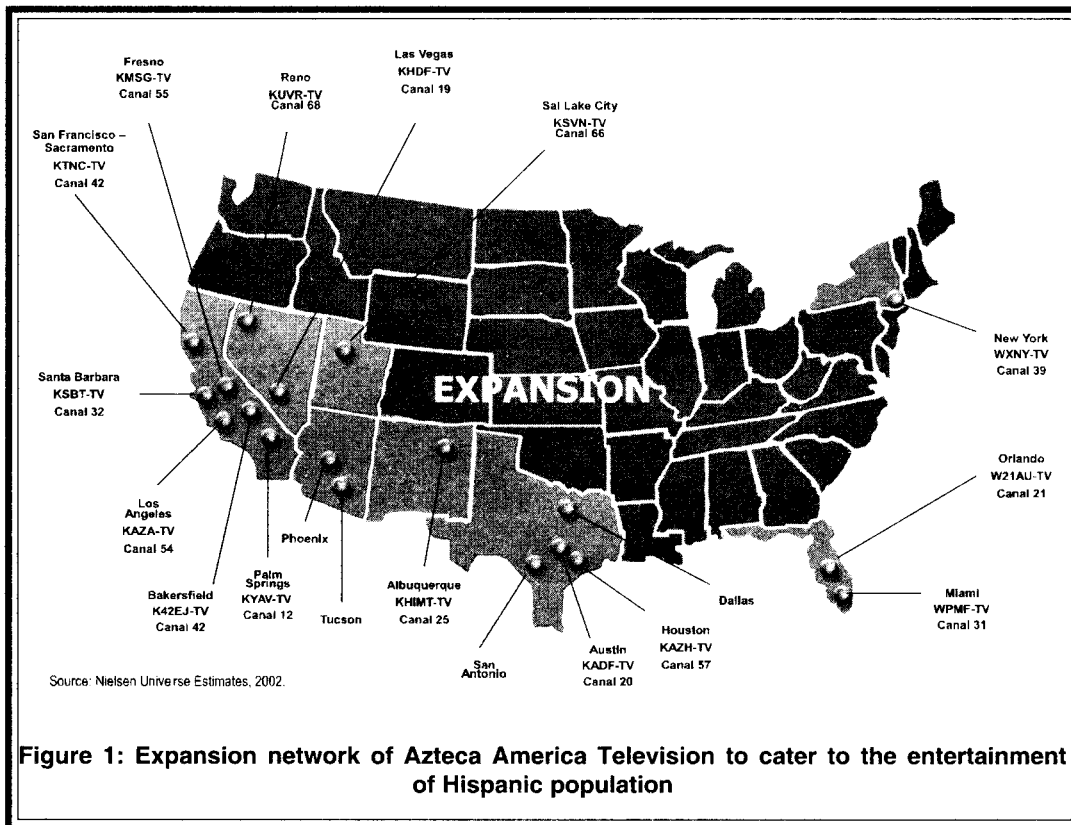 Fresno
KMSG-TV
Canal 55
Reno
KUVR-TV
Canal 68
Las Vegas
KHDF-TV
Canal 19
Sal Lake City
KSVN-TV
Canal 66
San Francisco –
Sacramento
KTNC-TV
Canal 42
EXPANSION
New York
WXNY-TV
Canal 39
Santa Barbara
KSBT-TV
Canal 32
Orlando
W21AU-TV
Canal 21
Los
Angeles
KAZA-TV
Canal 54
Phoenix
Bakersfield
K42EJ-TV
Canal 42
Palm
Springs
KYAV-TV
Canal 12
Tucson
Albuquerque
KHIMT-TV
Canal 25
Dallas
Miami
WPMF-TV
Canal 31
San
Antonio
Austin
KADF-TV
Canal 20
Houston
KAZH-TV
Canal 57
Source: Nielsen Universe Estimates, 2002.
Figure 1: Expansion network of Azteca America Television to cater to the entertainment
of Hispanic population